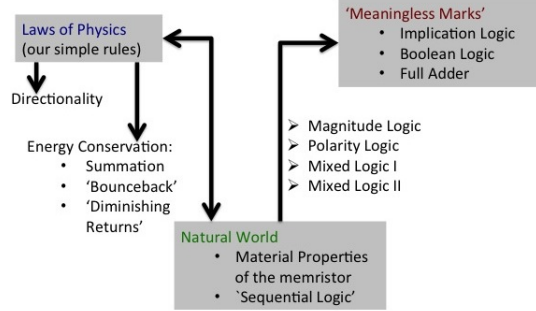 Laws of Physics
(our simple rules)
Directionality
Energy Conservation:
• Summation
• ‘Bounceback’
• ‘Diminishing
Returns’
‘Meaningless Marks’
• Implication Logic
• Boolean Logic
• Full Adder
➢ Magnitude Logic
➢ Polarity Logic
➢ Mixed Logic I
➢ Mixed Logic II
Natural World
• Material Properties
of the memristor
• `Sequential Logic’